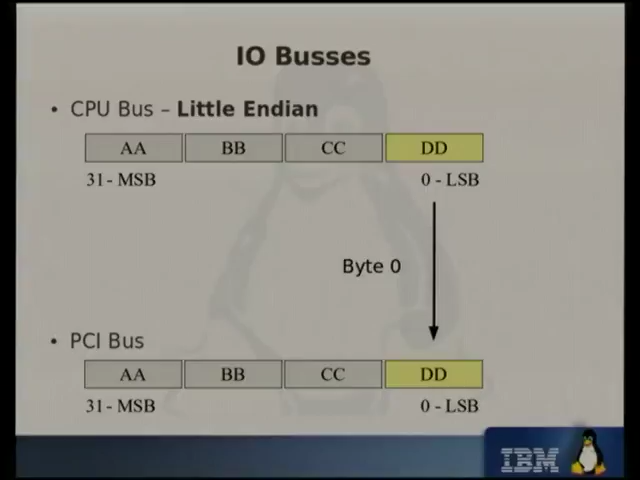 IO Busses
• CPU Bus – Little Endian
AA BB CC DD
31- MSB 0 - LSB
Byte 0
• PCI Bus
AA BB CC DD
31- MSB 0 - LSB
IBM